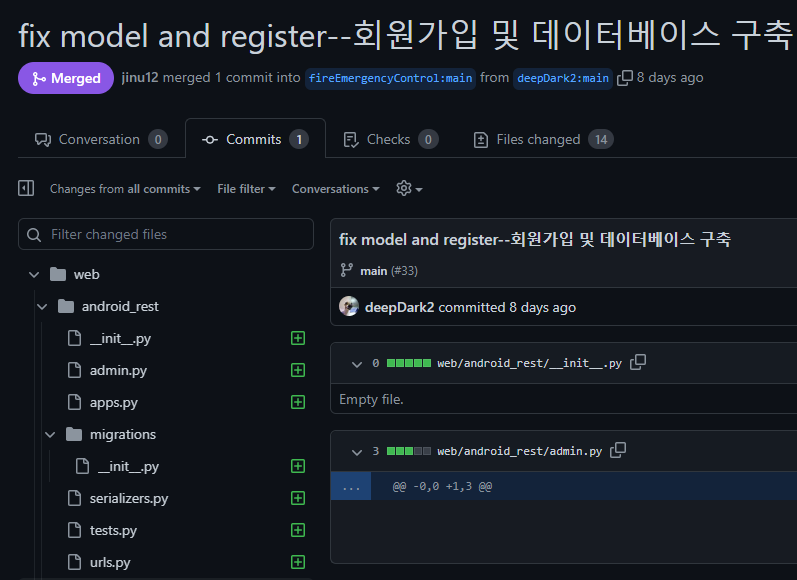 fix model and register--회원가입 및 데이터베이스 구축
Merged jinu12 merged 1 commit into fireEmergencyControl:main from deepDark2:main 8 days ago
Conversation 0 Commits 1 Checks 0 Files changed 14
Changes from all commits File filter Conversations
Filter changed files
web
android_rest
__init__.py
admin.py
apps.py
migrations
__init__.py
serializers.py
tests.py
urls.py
fix model and register--회원가입 및 데이터베이스 구축
main (#33)
deepDark2 committed 8 days ago
0 web/android_rest/__init__.py
Empty file.
3 web/android_rest/admin.py
... @@ -0,0 +1,3 @@